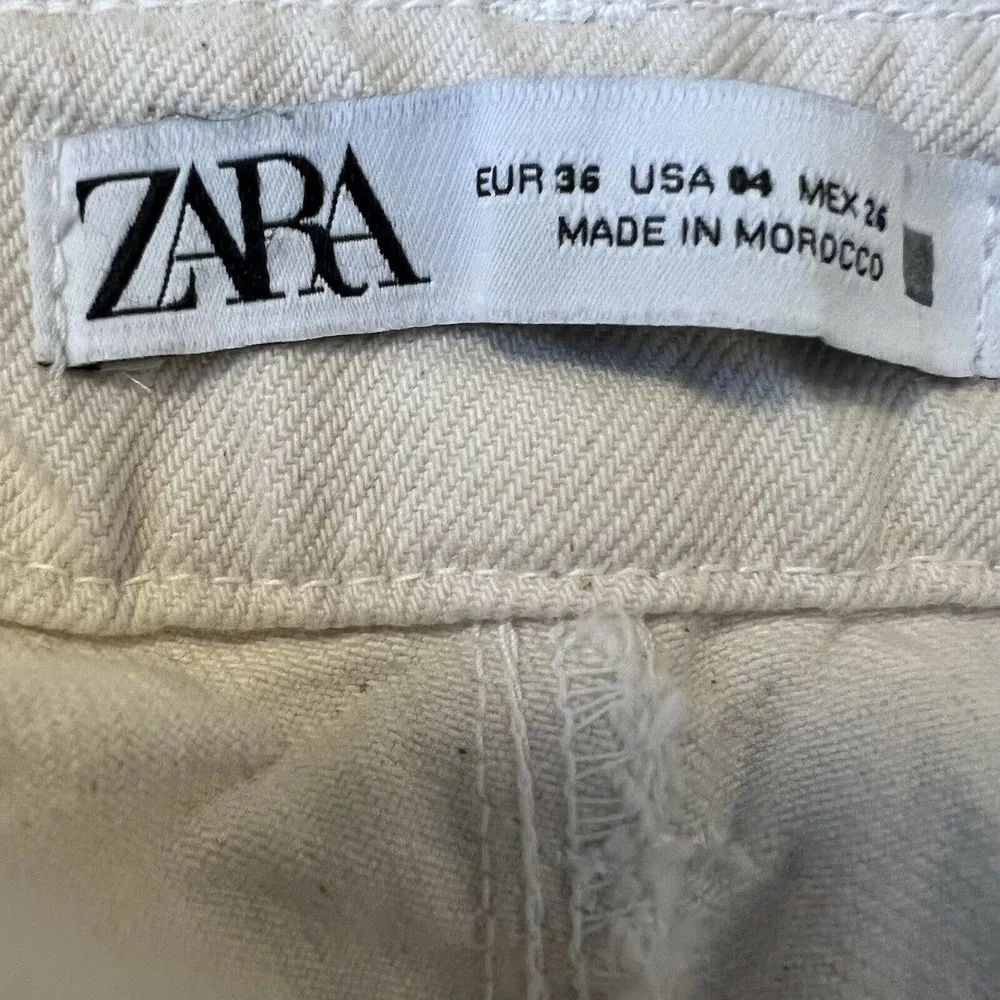 ZARA
EUR 36 USA 04 MEX 26
MADE IN MOROCCO